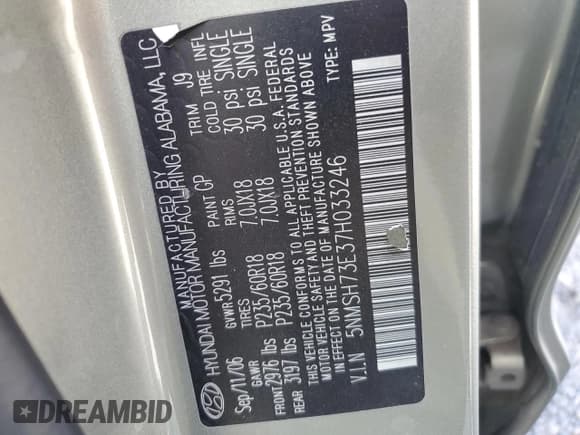 MANUFACTURED BY
HYUNDAI MOTOR MANUFACTURING ALABAMA, LLC
Sep/11/06 GVWR 5291 lbs PAINT GP TRIM J9
GAWR TIRES RIMS COLD TIRE INFL
FRONT 2976 lbs P235/60R18 7.0JX18 30 psi SINGLE
3197 lbs P235/60R18 7.0JX18 30 psi SINGLE
THIS VEHICLE CONFORMS TO ALL APPLICABLE U.S.A. FEDERAL
MOTOR VEHICLE SAFETY AND THEFT PREVENTION STANDARDS
IN EFFECT ON THE DATE OF MANUFACTURE SHOWN ABOVE
V.I.N 5NMSH73E37H033246 TYPE: MPV
DREAMBID